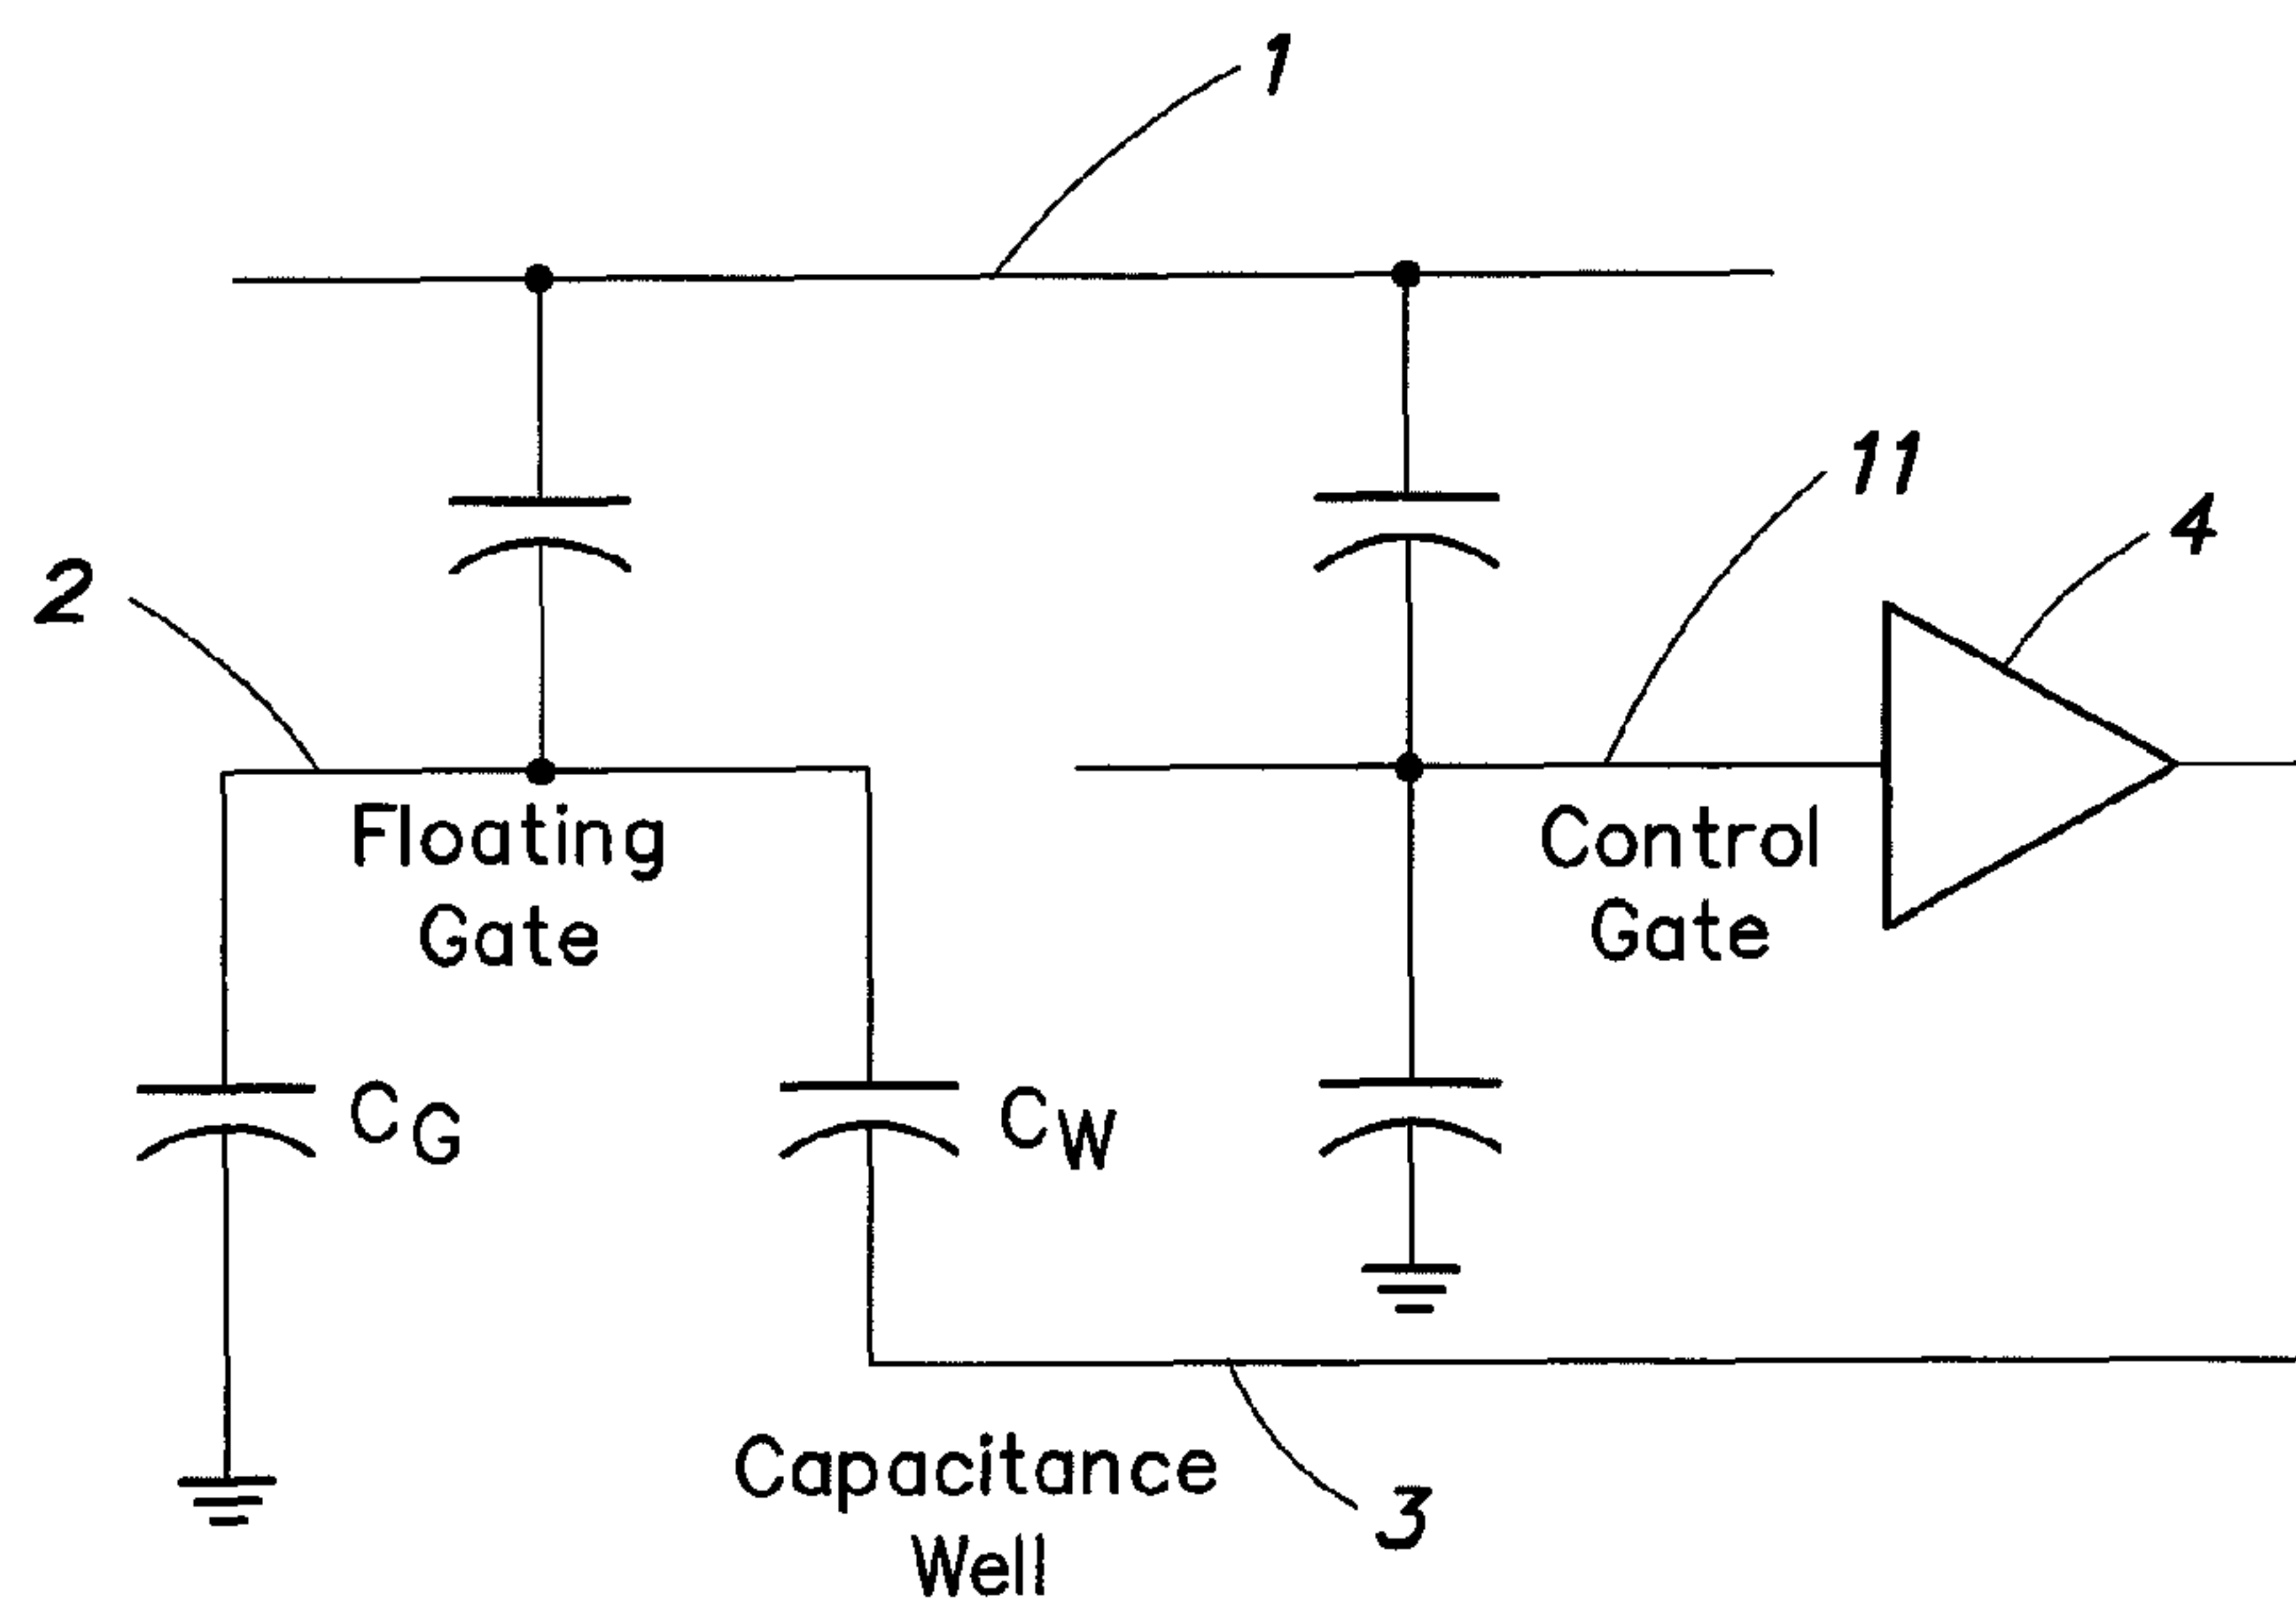 1
11
4
2
Floating
Gate
Control
Gate
CG
CW
Capacitance
Well
3